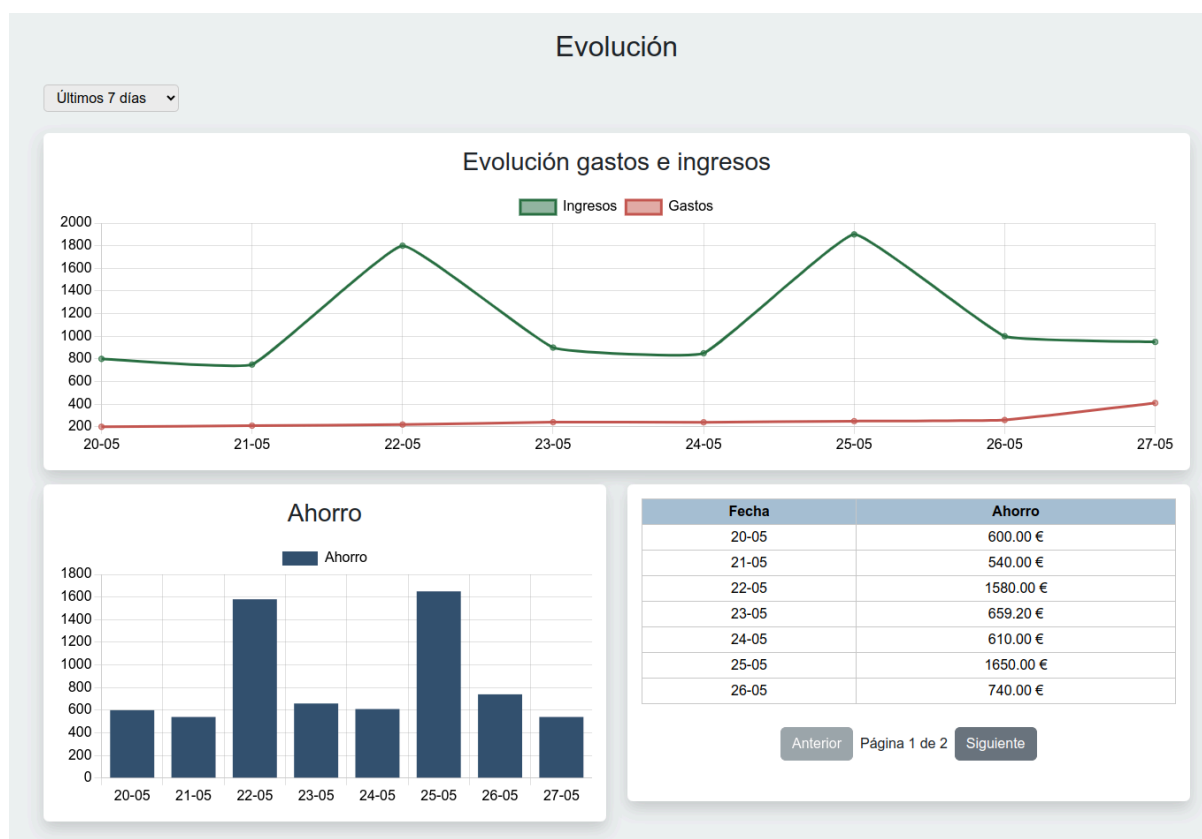 Evolución
Últimos 7 días
Evolución gastos e ingresos
Ingresos Gastos
2000
1800
1600
1400
1200
1000
800
600
400
200
20-05 21-05 22-05 23-05 24-05 25-05 26-05 27-05
Ahorro
Ahorro
1800
1600
1400
1200
1000
800
600
400
200
0
20-05 21-05 22-05 23-05 24-05 25-05 26-05 27-05
Fecha Ahorro
20-05 600.00 €
21-05 540.00 €
22-05 1580.00 €
23-05 659.20 €
24-05 610.00 €
25-05 1650.00 €
26-05 740.00 €
Anterior Página 1 de 2 Siguiente